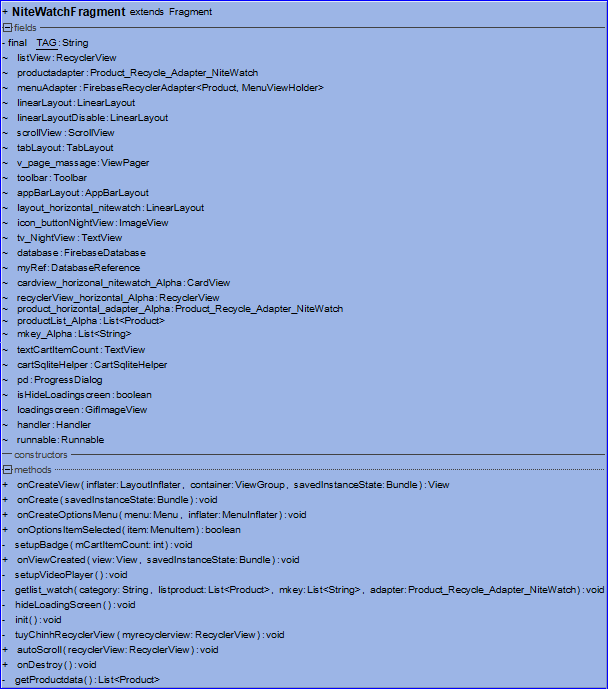 + NiteWatchFragment extends Fragment
fields
- final TAG : String
~ listView : RecyclerView
~ productadapter : Product_Recycle_Adapter_NiteWatch
~ menuAdapter : FirebaseRecyclerAdapter<Product, MenuViewHolder>
~ linearLayout : LinearLayout
~ linearLayoutDisable : LinearLayout
~ scrollView : ScrollView
~ tabLayout : TabLayout
~ v_page_massage : ViewPager
~ toolbar : Toolbar
~ appBarLayout : AppBarLayout
~ layout_horizontal_nitewatch : LinearLayout
~ icon_buttonNightView : ImageView
~ tv_NightView : TextView
~ database : FirebaseDatabase
~ myRef : DatabaseReference
~ cardview_horizonal_nitewatch_Alpha : CardView
~ recyclerView_horizontal_Alpha : RecyclerView
~ product_horizontal_adapter_Alpha : Product_Recycle_Adapter_NiteWatch
~ productList_Alpha : List<Product>
~ mkey_Alpha : List<String>
~ textCartItemCount : TextView
~ cartSqliteHelper : CartSqliteHelper
~ pd : ProgressDialog
~ isHideLoadingscreen : boolean
~ loadingscreen : GifImageView
~ handler : Handler
~ runnable : Runnable
constructors
methods
+ onCreateView ( inflater : LayoutInflater, container : ViewGroup, savedInstanceState : Bundle ) : View
+ onCreate ( savedInstanceState : Bundle ) : void
+ onCreateOptionsMenu ( menu : Menu, inflater : MenuInflater ) : void
+ onOptionsItemSelected ( item : MenuItem ) : boolean
- setupBadge ( mCartItemCount : int ) : void
+ onViewCreated ( view : View, savedInstanceState : Bundle ) : void
- setupVideoPlayer ( ) : void
- getlist_watch ( category : String, listproduct : List<Product>, mkey : List<String>, adapter : Product_Recycle_Adapter_NiteWatch ) : void
- hideLoadingScreen ( ) : void
- init ( ) : void
- tuyChinhRecyclerView ( myrecyclerview : RecyclerView ) : void
+ autoScroll ( recyclerView : RecyclerView ) : void
+ onDestroy ( ) : void
- getProductdata ( ) : List<Product>